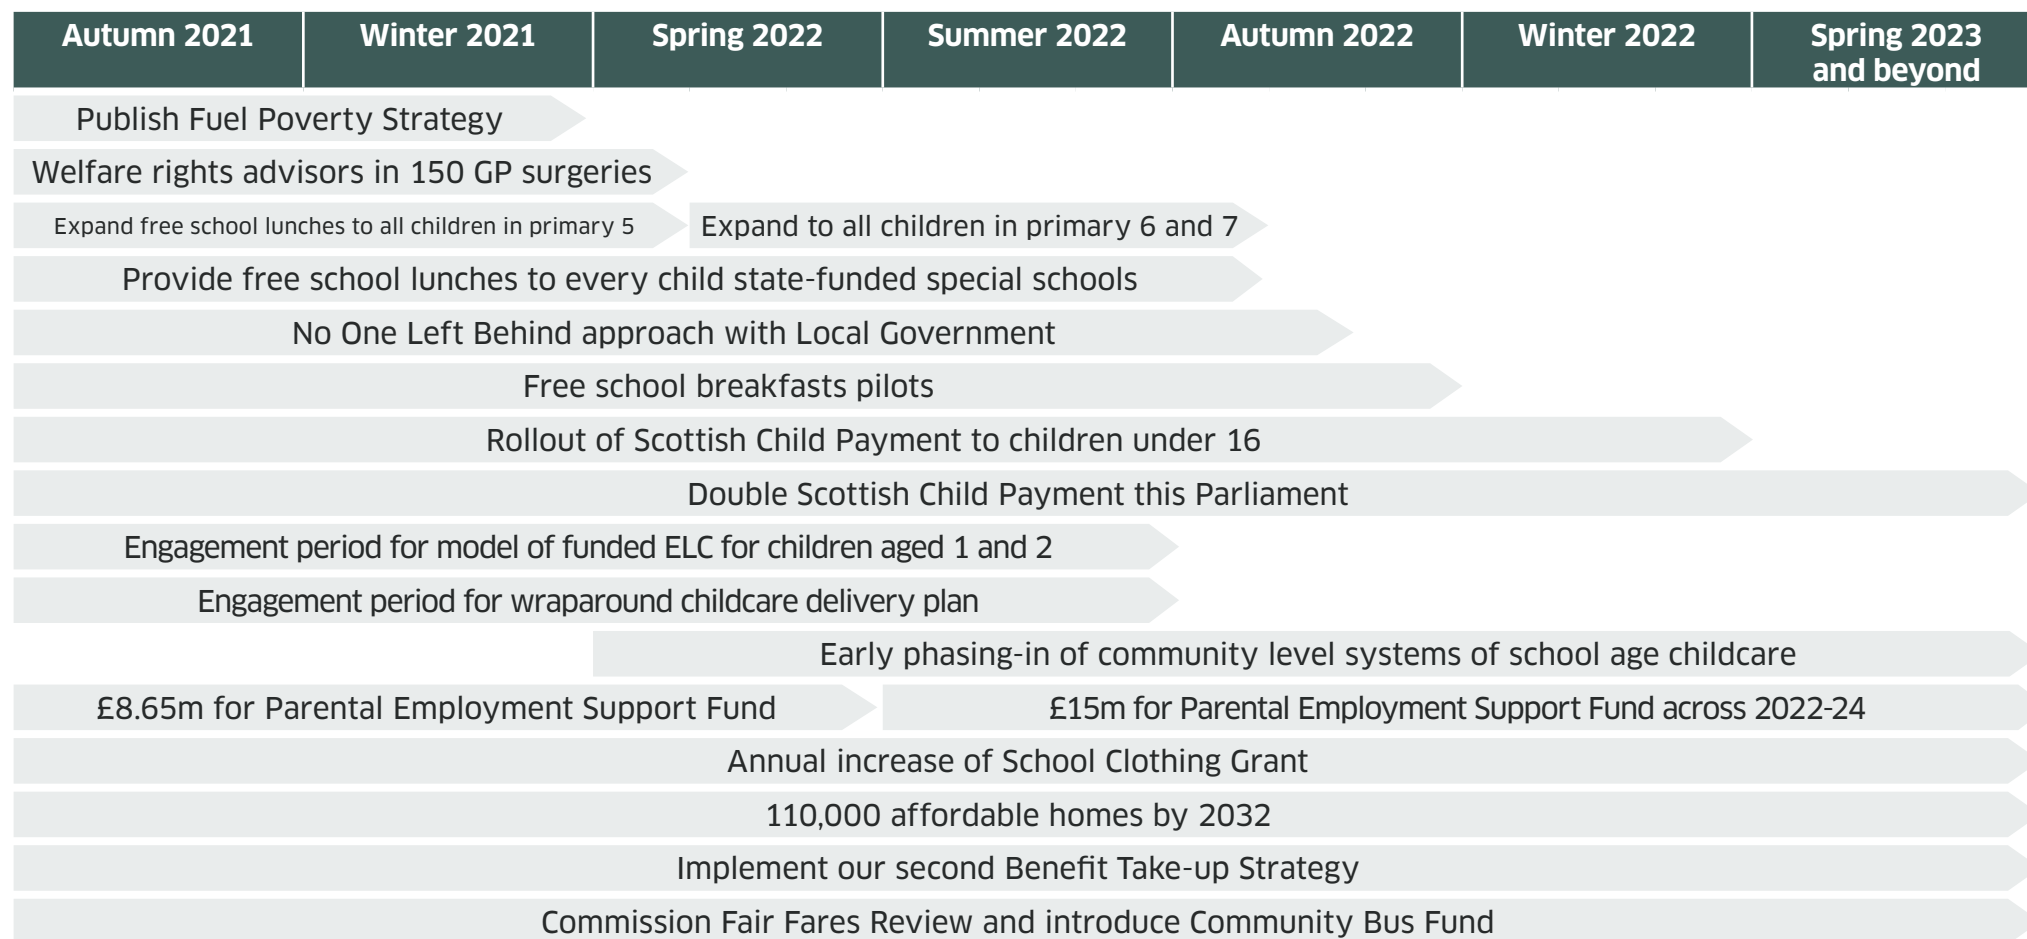 Autumn 2021
Winter 2021
Spring 2022
Summer 2022
Autumn 2022
Winter 2022
Spring 2023
and beyond
Publish Fuel Poverty Strategy
Welfare rights advisors in 150 GP surgeries
Expand free school lunches to all children in primary 5
Expand to all children in primary 6 and 7
Provide free school lunches to every child state-funded special schools
No One Left Behind approach with Local Government
Free school breakfasts pilots
Rollout of Scottish Child Payment to children under 16
Double Scottish Child Payment this Parliament
Engagement period for model of funded ELC for children aged 1 and 2
Engagement period for wraparound childcare delivery plan
Early phasing-in of community level systems of school age childcare
£8.65m for Parental Employment Support Fund
£15m for Parental Employment Support Fund across 2022-24
Annual increase of School Clothing Grant
110,000 affordable homes by 2032
Implement our second Benefit Take-up Strategy
Commission Fair Fares Review and introduce Community Bus Fund